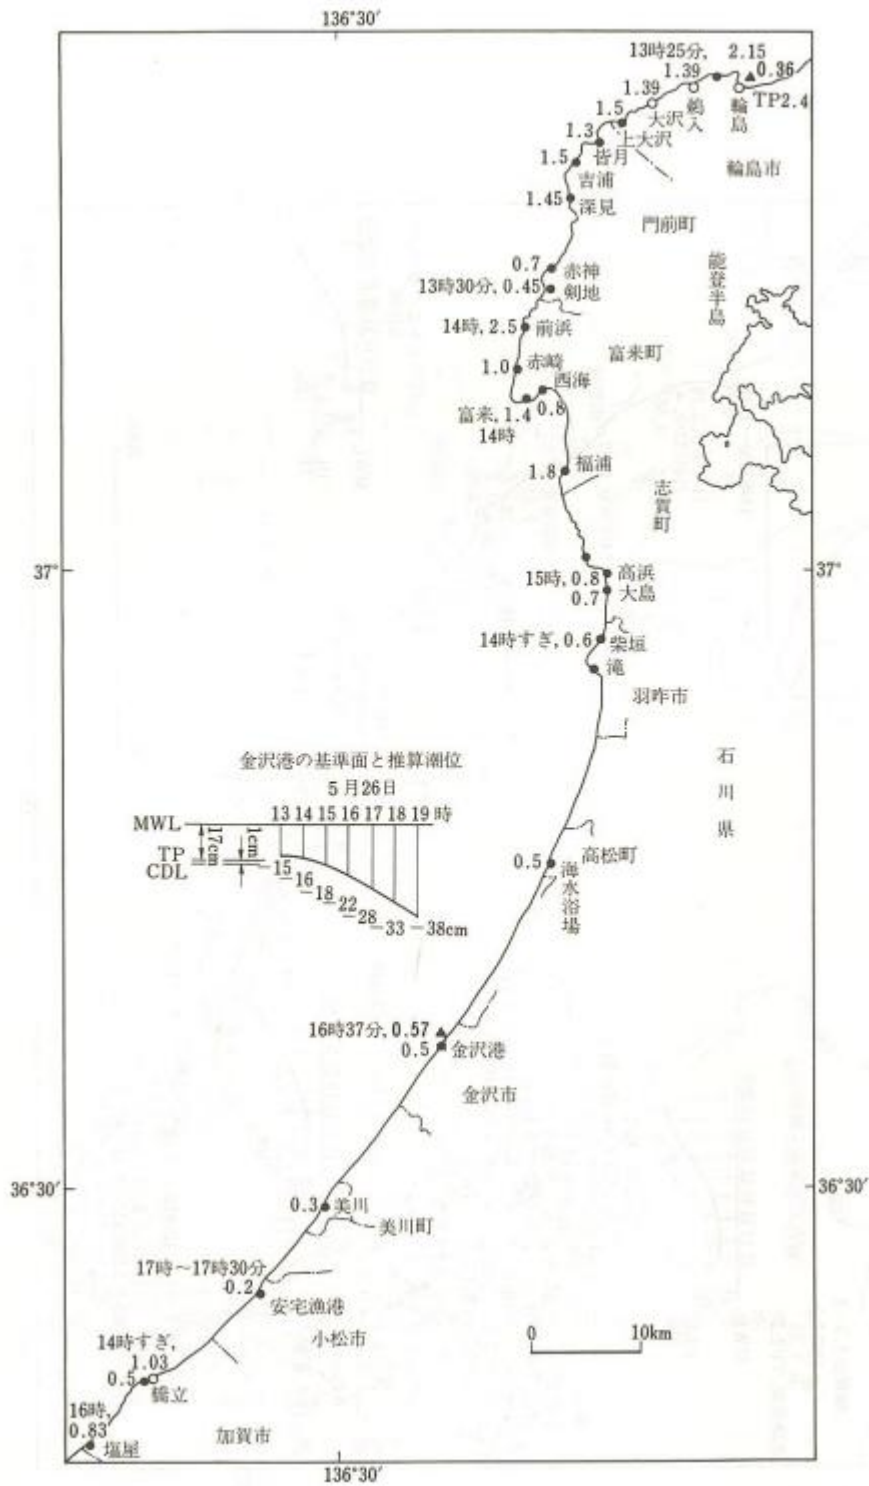 136°30′
13時25分, 2.15
0.36
TP2.4
1.39
1.39
1.5
1.3
1.5
1.45
輪島
鵜入
大沢
上大沢
皆月
吉浦
深見
輪島市
門前町
能登半島
0.7
赤神
13時30分, 0.45
剣地
14時, 2.5
前浜
富来町
1.0
赤崎
西海
0.8
富来, 1.4
14時
1.8
福浦
志賀町
37°
37°
15時, 0.8
高浜
0.7
大島
14時すぎ, 0.6
柴垣
滝
羽咋市
石川県
金沢港の基準面と推算潮位
5月26日
13 14 15 16 17 18 19 時
MWL
17cm
1cm
TP
CDL
-15
-16
-18
-22
-28
-33
-38cm
0.5
高松町
海水浴場
16時37分, 0.57
0.5
金沢港
金沢市
36°30′
36°30′
0.3
美川
美川町
17時～17時30分
0.2
安宅漁港
小松市
0 10km
14時すぎ,
1.03
0.5
橋立
16時,
0.83
塩屋
加賀市
136°30′